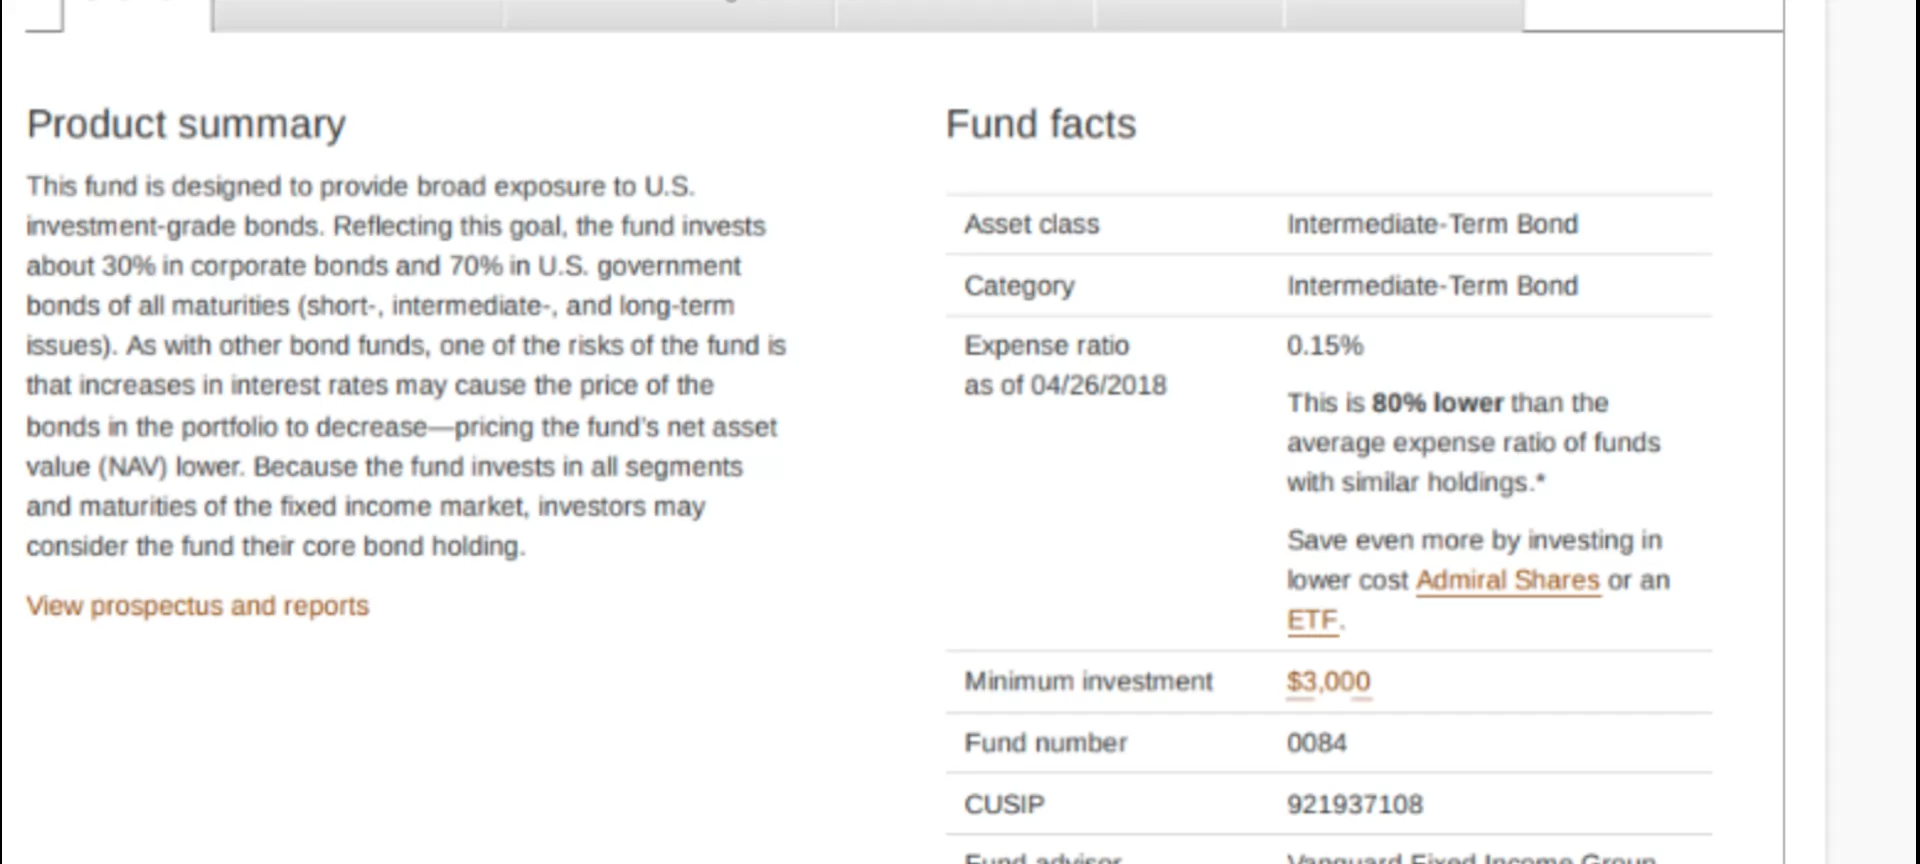 Product summary
This fund is designed to provide broad exposure to U.S.
investment-grade bonds. Reflecting this goal, the fund invests
about 30% in corporate bonds and 70% in U.S. government
bonds of all maturities (short-, intermediate-, and long-term
issues). As with other bond funds, one of the risks of the fund is
that increases in interest rates may cause the price of the
bonds in the portfolio to decrease—pricing the fund's net asset
value (NAV) lower. Because the fund invests in all segments
and maturities of the fixed income market, investors may
consider the fund their core bond holding.
View prospectus and reports
Fund facts
Asset class Intermediate-Term Bond
Category Intermediate-Term Bond
Expense ratio 0.15%
as of 04/26/2018
This is 80% lower than the
average expense ratio of funds
with similar holdings.*
Save even more by investing in
lower cost Admiral Shares or an
ETF.
Minimum investment $3,000
Fund number 0084
CUSIP 921937108
Fund advisor Vanguard Fixed Income Group